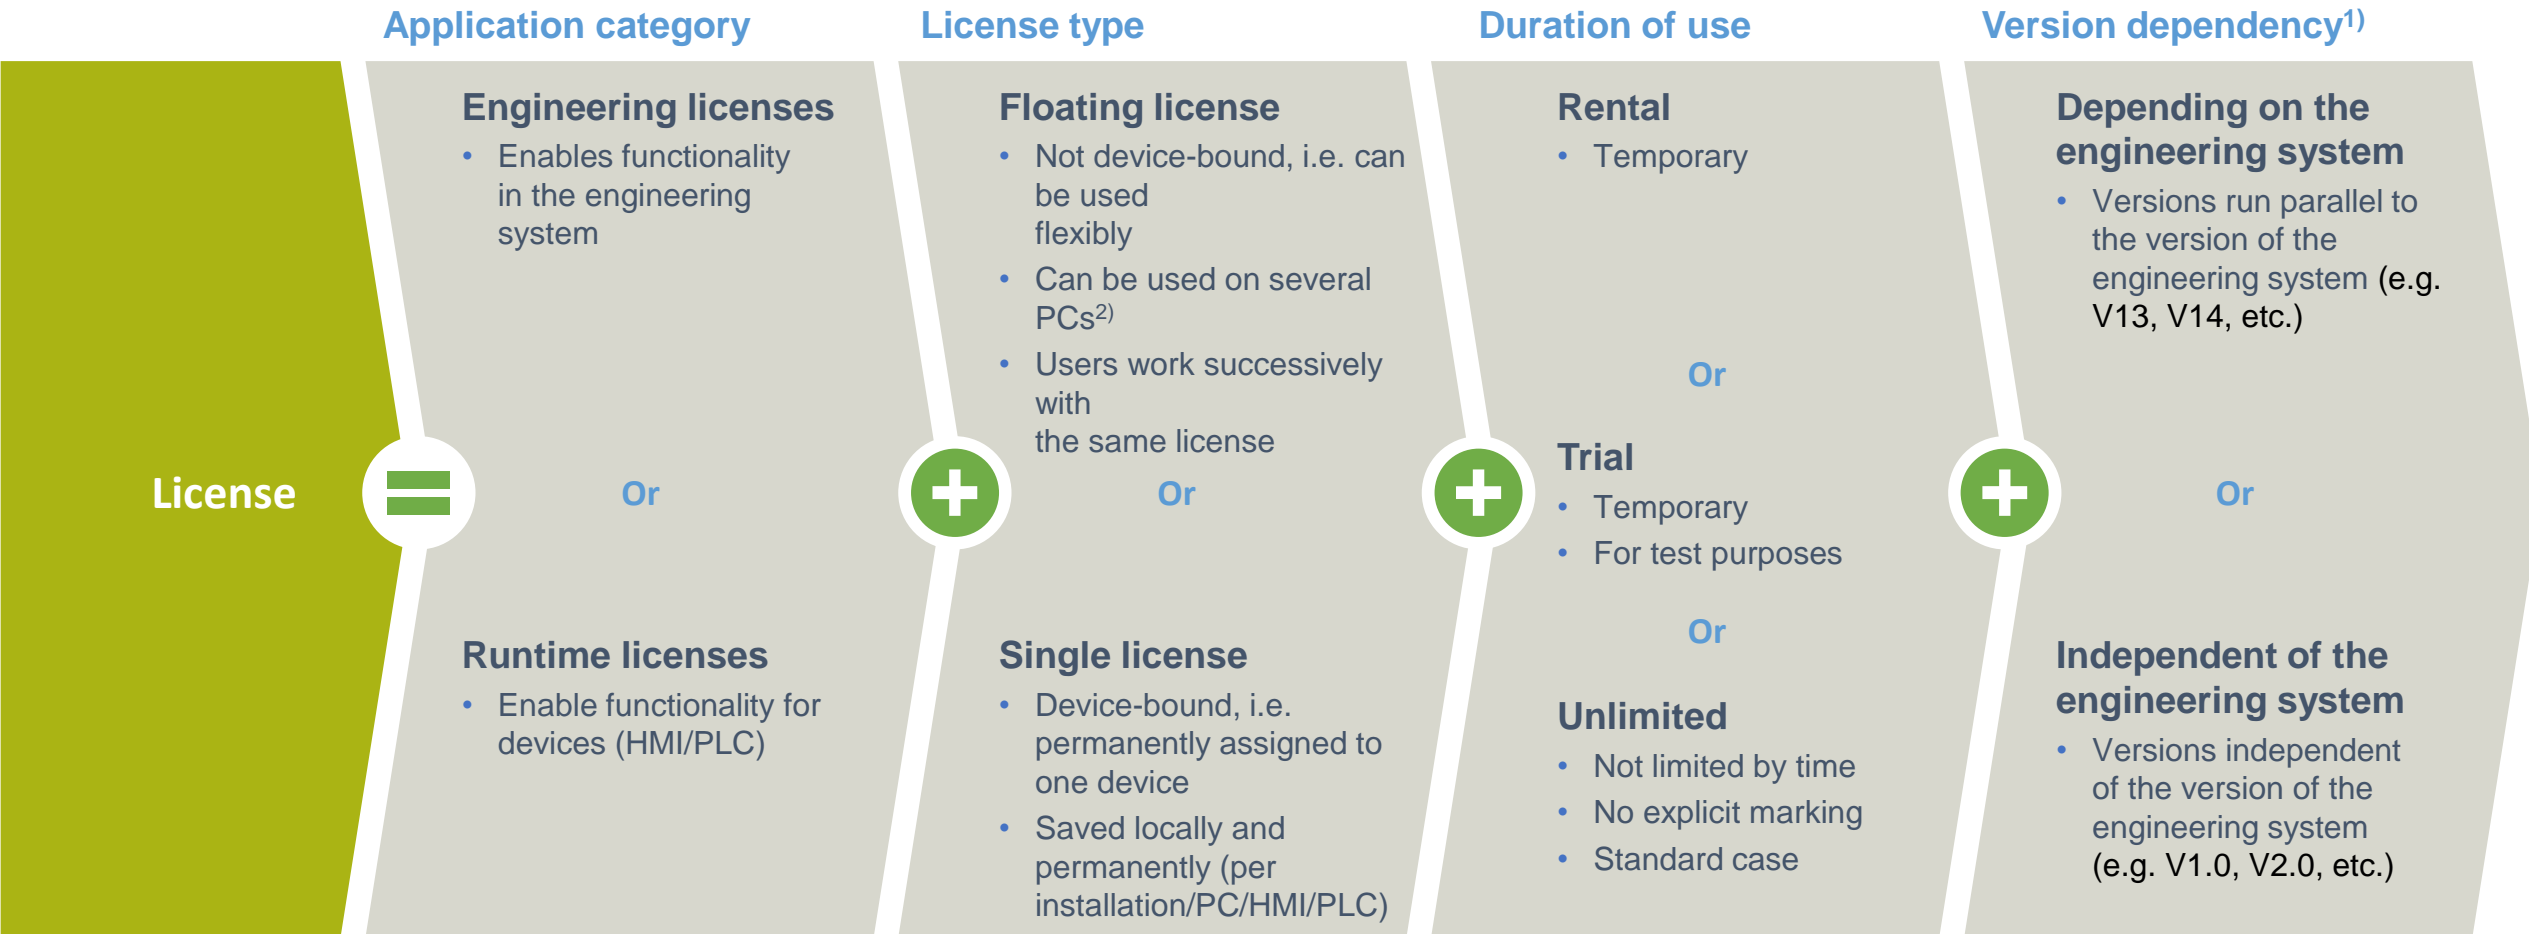 Application category
License type
Duration of use
Version dependency1)
License
Engineering licenses
• Enables functionality
in the engineering
system
Or
Runtime licenses
• Enable functionality for
devices (HMI/PLC)
Floating license
• Not device-bound, i.e. can
be used
flexibly
• Can be used on several
PCs2)
• Users work successively
with
the same license
Or
Single license
• Device-bound, i.e.
permanently assigned to
one device
• Saved locally and
permanently (per
installation/PC/HMI/PLC)
Rental
• Temporary
Or
Trial
• Temporary
• For test purposes
Or
Unlimited
• Not limited by time
• No explicit marking
• Standard case
Depending on the
engineering system
• Versions run parallel to
the version of the
engineering system (e.g.
V13, V14, etc.)
Or
Independent of the
engineering system
• Versions independent
of the version of the
engineering system
(e.g. V1.0, V2.0, etc.)